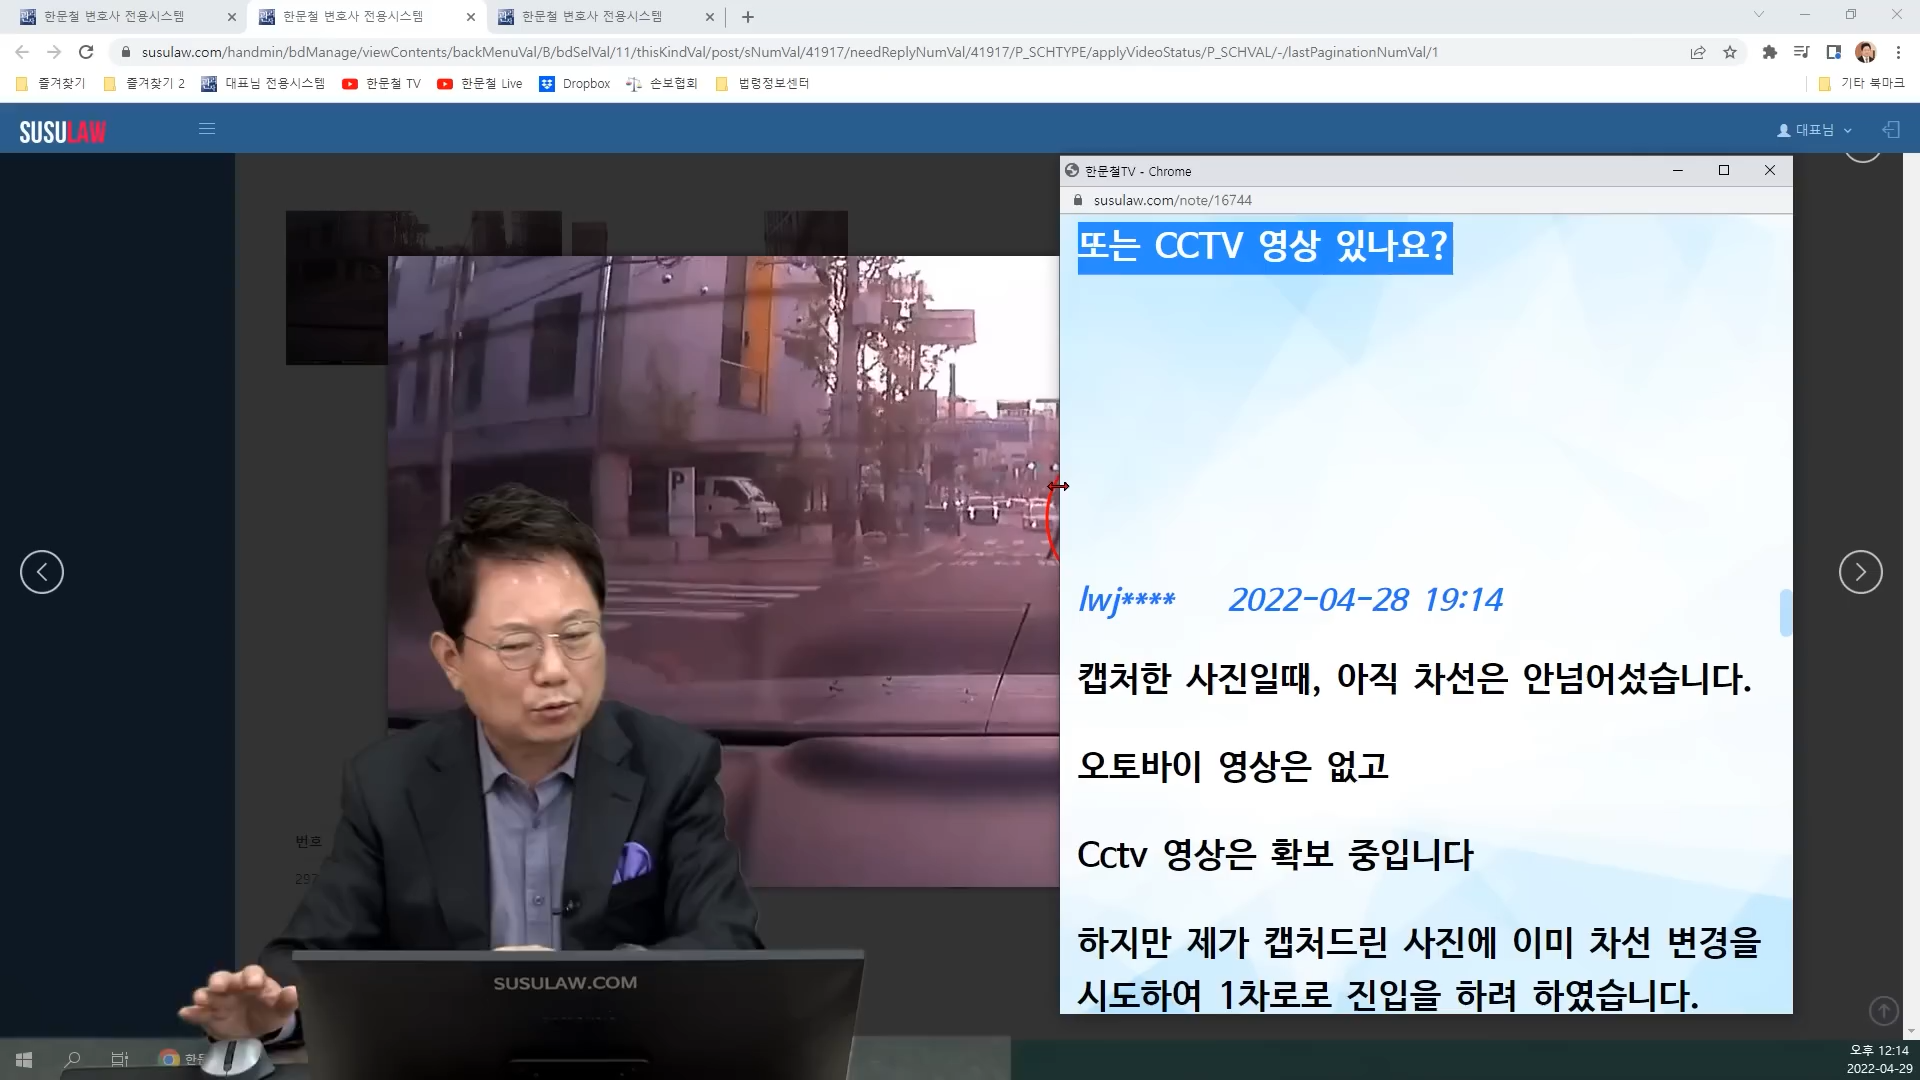 한문철 변호사 전용시스템
한문철 변호사 전용시스템
한문철 변호사 전용시스템
susulaw.com/handmin/bdManage/viewContents/backMenuVal/B/bdSelVal/11/thisKindVal/post/sNumVal/41917/needReplyNumVal/41917/P_SCHTYPE/applyVideoStatus/P_SCHVAL/-/lastPaginationNumVal/1
즐겨찾기 즐겨찾기 2 대표님 전용시스템 한문철 TV 한문철 Live Dropbox 손보협회 법령정보센터 기타 북마크
SUSULAW
대표님
한문철TV - Chrome
susulaw.com/note/16744
또는 CCTV 영상 있나요?
P
lwj**** 2022-04-28 19:14
캡처한 사진일때, 아직 차선은 안넘어섰습니다.
오토바이 영상은 없고
Cctv 영상은 확보 중입니다
하지만 제가 캡처드린 사진에 이미 차선 변경을
시도하여 1차로로 진입을 하려 하였습니다.
번호
SUSULAW.COM
오후 12:14
2022-04-29